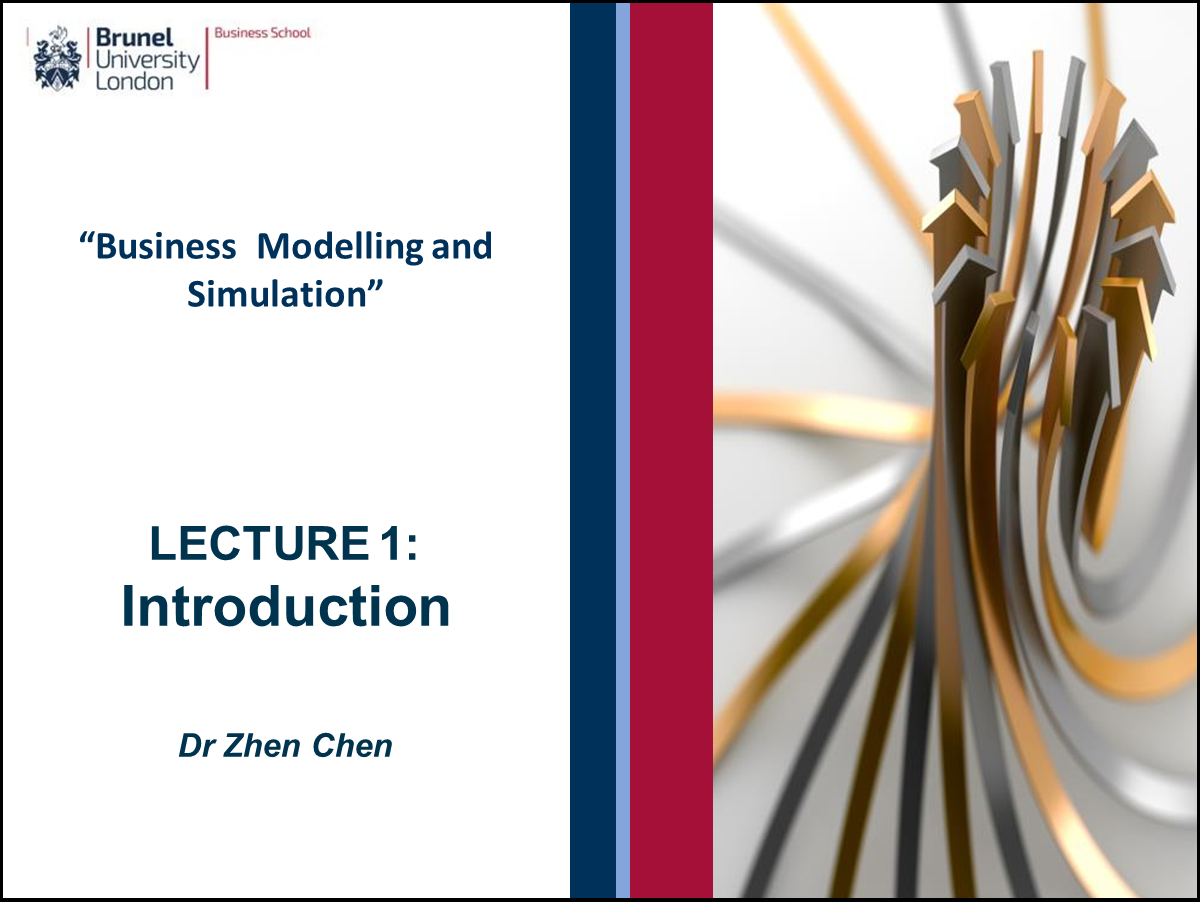 Brunel
University
London
Business School
“Business Modelling and
Simulation”
LECTURE 1:
Introduction
Dr Zhen Chen